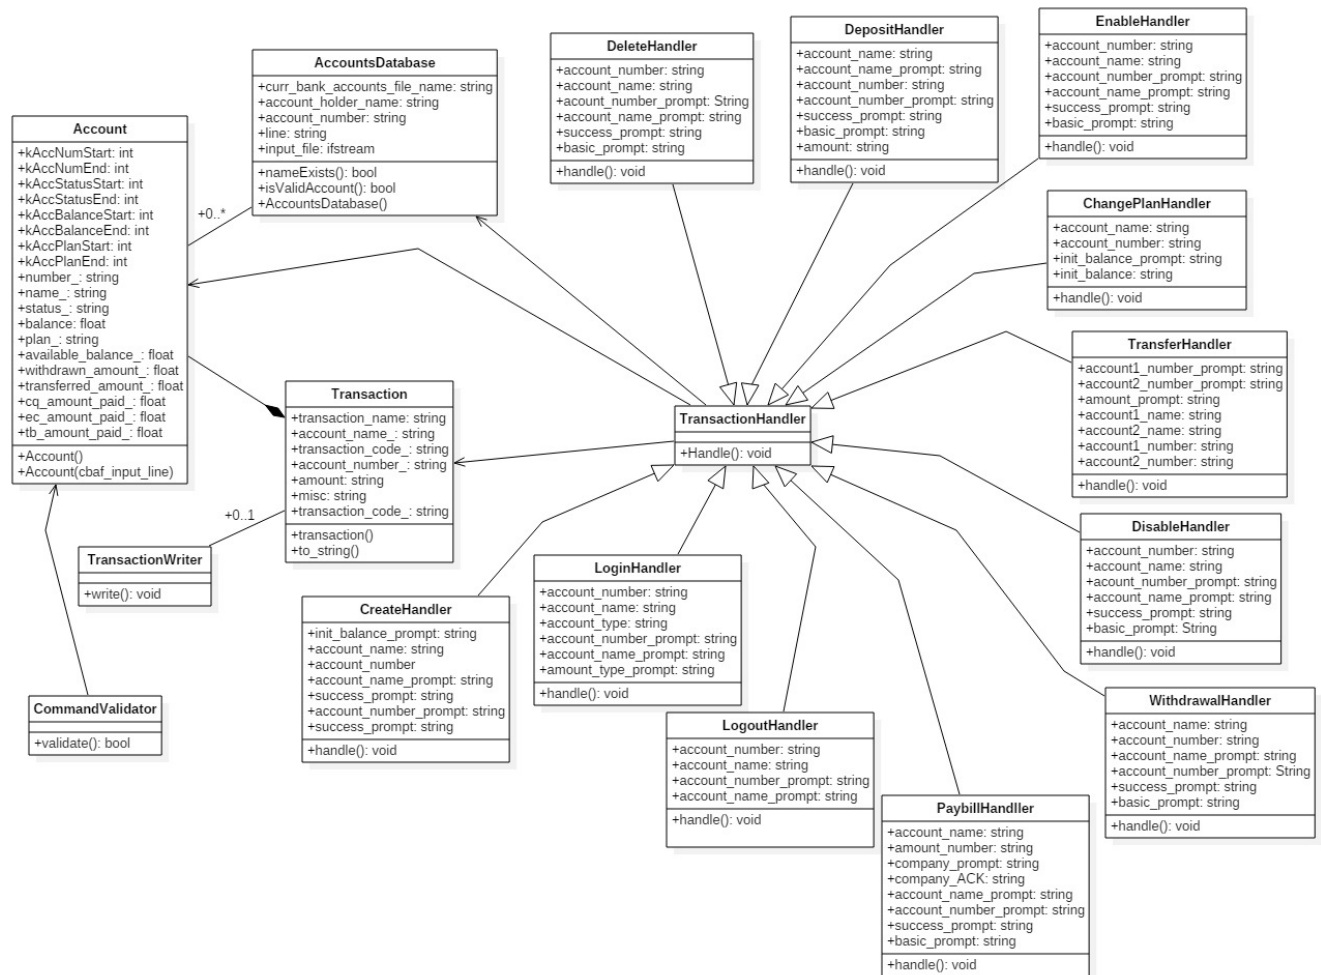 Account
+kAccNumStart: int
+kAccNumEnd: int
+kAccStatusStart: int
+kAccStatusEnd: int
+kAccBalanceStart: int
+kAccBalanceEnd: int
+kAccPlanStart: int
+kAccPlanEnd: int
+number_: string
+name_: string
+status_: string
+balance: float
+plan_: string
+available_balance_: float
+withdrawn_amount_: float
+transferred_amount_: float
+cq_amount_paid_: float
+ec_amount_paid_: float
+tb_amount_paid_: float
+Account()
+Account(cbaf_input_line)
AccountsDatabase
+curr_bank_accounts_file_name: string
+account_holder_name: string
+account_number: string
+line: string
+input_file: ifstream
+nameExists(): bool
+isValidAccount(): bool
+AccountsDatabase()
+0..*
DeleteHandler
+account_number: string
+account_name: string
+acount_number_prompt: String
+account_name_prompt: string
+success_prompt: string
+basic_prompt: string
+handle(): void
DepositHandler
+account_name: string
+account_name_prompt: string
+account_number: string
+account_number_prompt: string
+success_prompt: string
+basic_prompt: string
+amount: string
+handle(): void
EnableHandler
+account_number: string
+account_name: string
+account_number_prompt: string
+account_name_prompt: string
+success_prompt: string
+basic_prompt: string
+handle(): void
ChangePlanHandler
+account_name: string
+account_number: string
+init_balance_prompt: string
+init_balance: string
+handle(): void
TransferHandler
+account1_number_prompt: string
+account2_number_prompt: string
+amount_prompt: string
+account1_name: string
+account2_name: string
+account1_number: string
+account2_number: string
+handle(): void
Transaction
+transaction_name: string
+account_name_: string
+transaction_code_: string
+account_number_: string
+amount: string
+misc: string
+transaction_code_: string
+transaction()
+to_string()
TransactionHandler
+Handle(): void
+0..1
TransactionWriter
+write(): void
DisableHandler
+account_number: string
+account_name: string
+acount_number_prompt: string
+account_name_prompt: string
+success_prompt: string
+basic_prompt: String
+handle(): void
LoginHandler
+account_number: string
+account_name: string
+account_type: string
+account_number_prompt: string
+account_name_prompt: string
+amount_type_prompt: string
+handle(): void
CreateHandler
+init_balance_prompt: string
+account_name: string
+account_number
+account_name_prompt: string
+success_prompt: string
+account_number_prompt: string
+success_prompt: string
+handle(): void
CommandValidator
+validate(): bool
LogoutHandler
+account_number: string
+account_name: string
+account_number_prompt: string
+account_name_prompt: string
+handle(): void
WithdrawalHandler
+account_name: string
+account_number: string
+account_name_prompt: string
+account_number_prompt: String
+success_prompt: string
+basic_prompt: string
+handle(): void
PaybillHandller
+account_name: string
+amount_number: string
+company_prompt: string
+company_ACK: string
+account_name_prompt: string
+account_number_prompt: string
+success_prompt: string
+basic_prompt: string
+handle(): void